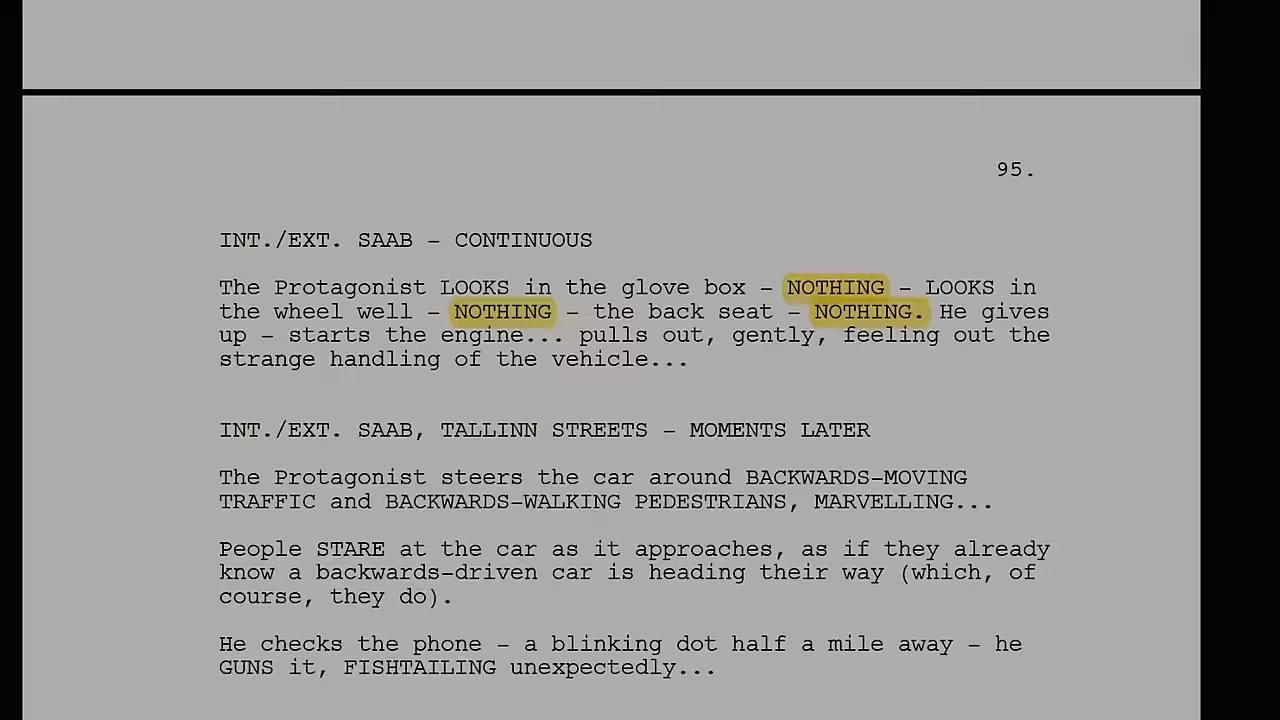 95.
INT./EXT. SAAB – CONTINUOUS
The Protagonist LOOKS in the glove box – NOTHING – LOOKS in
the wheel well – NOTHING – the back seat – NOTHING. He gives
up – starts the engine... pulls out, gently, feeling out the
strange handling of the vehicle...
INT./EXT. SAAB, TALLINN STREETS – MOMENTS LATER
The Protagonist steers the car around BACKWARDS-MOVING
TRAFFIC and BACKWARDS-WALKING PEDESTRIANS, MARVELLING...
People STARE at the car as it approaches, as if they already
know a backwards-driven car is heading their way (which, of
course, they do).
He checks the phone – a blinking dot half a mile away – he
GUNS it, FISHTAILING unexpectedly...